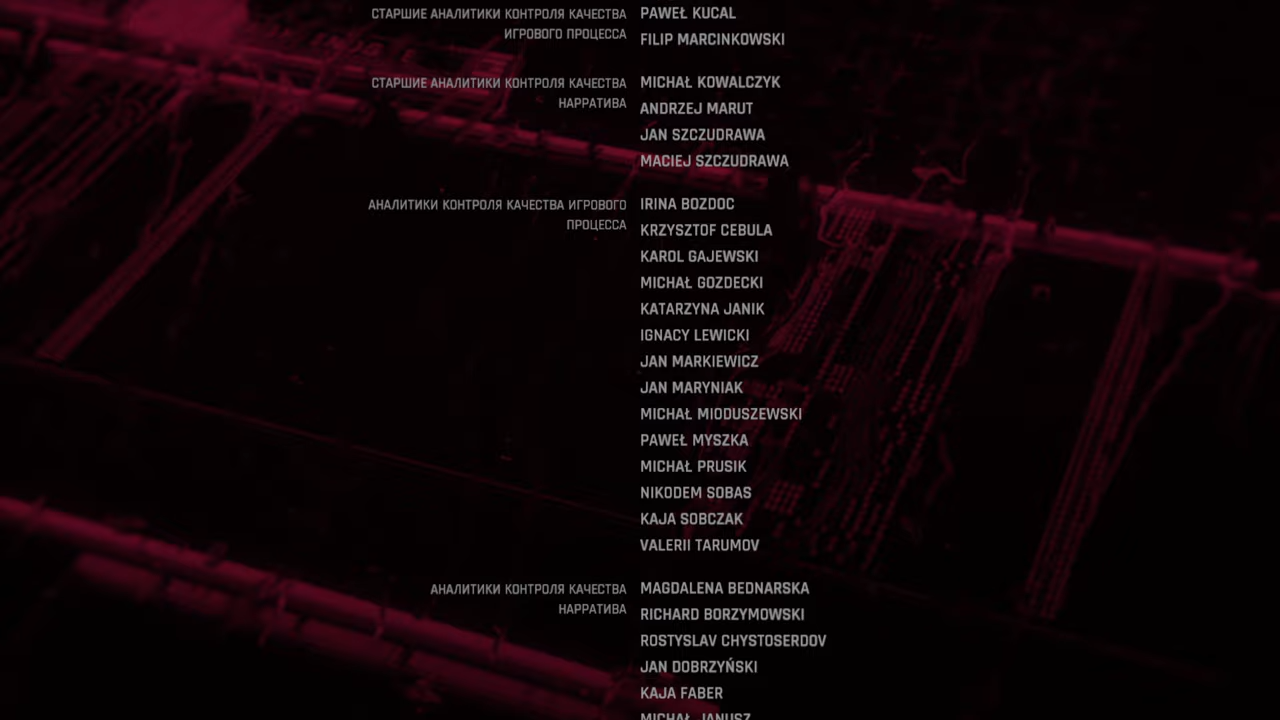 СТАРШИЕ АНАЛИТИКИ КОНТРОЛЯ КАЧЕСТВА PAWEŁ KUCAL
ИГРОВОГО ПРОЦЕССА FILIP MARCINKOWSKI
СТАРШИЕ АНАЛИТИКИ КОНТРОЛЯ КАЧЕСТВА MICHAŁ KOWALCZYK
НАРРАТИВА ANDRZEJ MARUT
JAN SZCZUDRAWA
MACIEJ SZCZUDRAWA
АНАЛИТИКИ КОНТРОЛЯ КАЧЕСТВА ИГРОВОГО IRINA BOZDOC
ПРОЦЕССА KRZYSZTOF CEBULA
KAROL GAJEWSKI
MICHAŁ GOZDECKI
KATARZYNA JANIK
IGNACY LEWICKI
JAN MARKIEWICZ
JAN MARYNIAK
MICHAŁ MIODUSZEWSKI
PAWEŁ MYSZKA
MICHAŁ PRUSIK
NIKODEM SOBAS
KAJA SOBCZAK
VALERII TARUMOV
АНАЛИТИКИ КОНТРОЛЯ КАЧЕСТВА MAGDALENA BEDNARSKA
НАРРАТИВА RICHARD BORZYMOWSKI
ROSTYSLAV CHYSTOSERDOV
JAN DOBRZYŃSKI
KAJA FABER
MICHAŁ JANUSZ